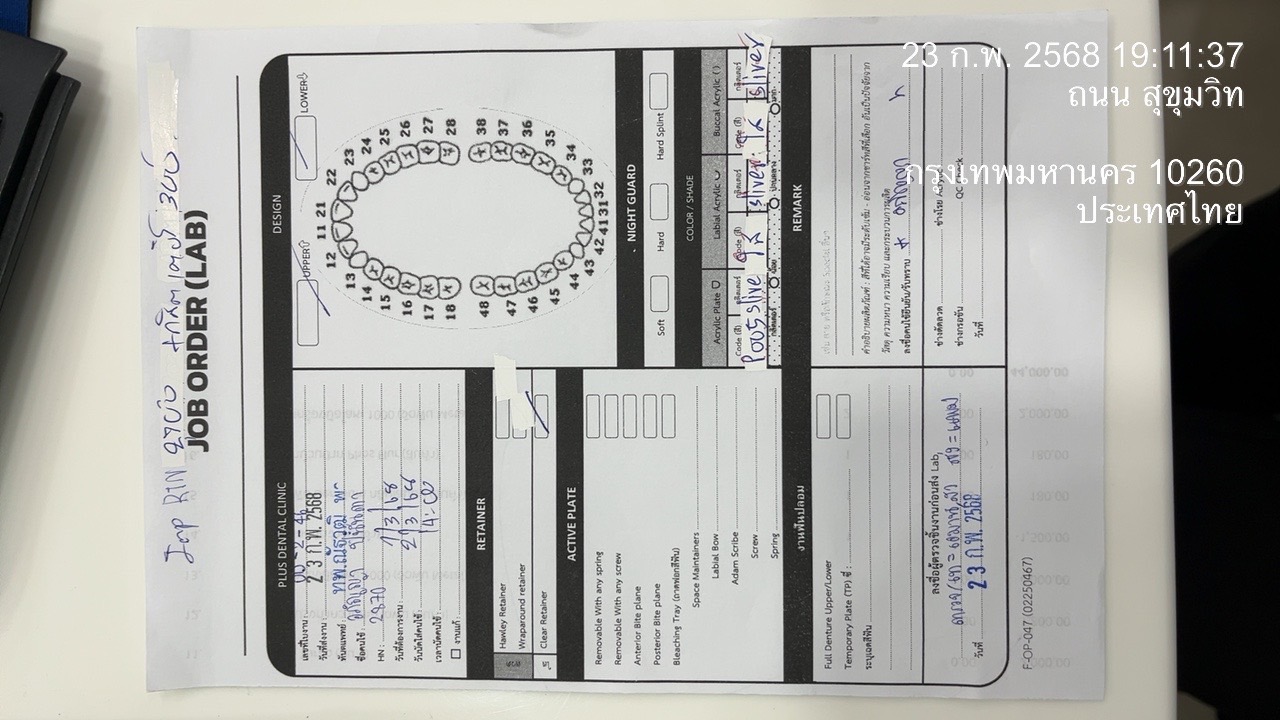 Imp RTN 2700 +กลิตเตอร์ 300.
JOB ORDER (LAB)
PLUS DENTAL CLINIC
เลขที่ใบงาน : 00-2-46
วันที่ส่งงาน : 23 ก.พ. 2568
ทันตแพทย์ : ทพ.ณัฐวุฒิ
ชื่อคนไข้ :
HN : 2870
วันที่ต้องการงาน : 1/3/68
วันนัดใส่คนไข้ : 2/3/68
เวลานัดคนไข้ : 14:00
งานแก้ :
RETAINER
ลวด
Hawley Retainer
Wraparound retainer
ใส
Clear Retainer
ACTIVE PLATE
Removable With any spring
Removable With any screw
Anterior Bite plane
Posterior Bite plane
Bleaching Tray (ถาดฟอกสีฟัน)
Space Maintainers
Labial Bow
Adam Scribe
Screw
Spring
งานฟันปลอม
Full Denture Upper/Lower
Temporary Plate (TP) ซี่ :
ระบุเฉดสีฟัน
ลงชื่อผู้ตรวจชิ้นงานก่อนส่ง Lab,
วันที่ 23 ก.พ. 2568
F-OP-047 (02250467)
DESIGN
UPPER LOWER
11 21
12 22
13 23
14 24
15 25
16 26
17 27
18 28
48 38
47 37
46 36
45 35
44 34
43 33
42 41 31 32
NIGHT GUARD
Soft Hard Hard Splint
COLOR / SHADE
Acrylic Plate Labial Acrylic Buccal Acrylic ( )
Code (สี) กลิตเตอร์ Code (สี) กลิตเตอร์ Code (สี) กลิตเตอร์
P005 slive ใส sliver ใส sliver
กลิตเตอร์ น้อย ปานกลาง มาก
REMARK
คำอธิบายผลิตภัณฑ์ : สีที่ได้อาจมีระดับเข้ม - อ่อนจากชาร์ทสีที่เลือก อันเป็นปัจจัยจาก
วัสดุ ความหนา ความเรียบ และกระบวนการผลิต
ลงชื่อคนไข้ยืนยัน/รับทราบ
ช่างดัดลวด ช่างโรย Acrylic
ช่างกรอขัด QC Check
วันที่
23 ก.พ. 2568 19:11:37
ถนน สุขุมวิท
กรุงเทพมหานคร 10260
ประเทศไทย